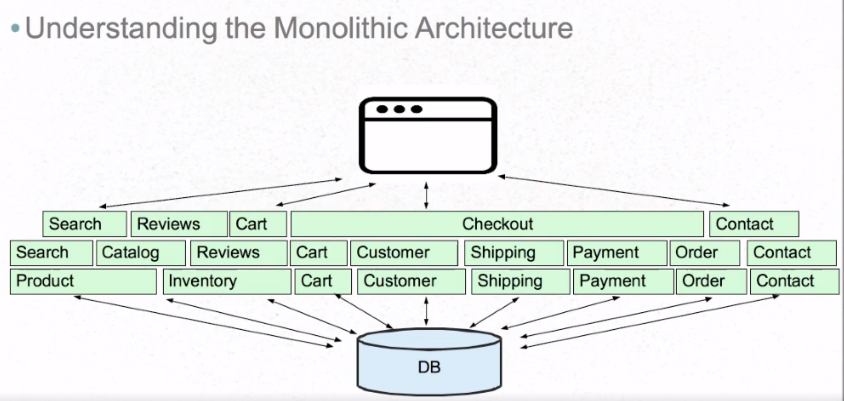 • Understanding the Monolithic Architecture
Search Reviews Cart Checkout Contact
Search Catalog Reviews Cart Customer Shipping Payment Order Contact
Product Inventory Cart Customer Shipping Payment Order Contact
DB